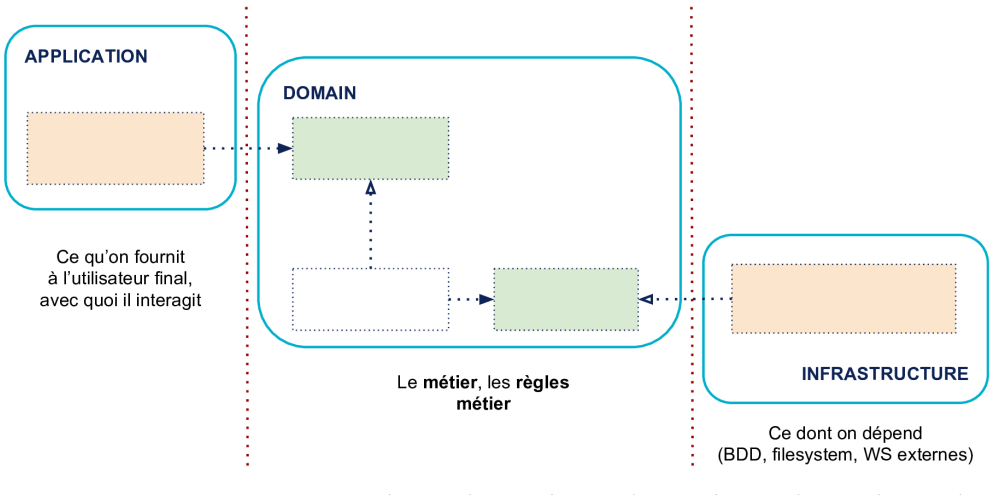 APPLICATION
DOMAIN
Ce qu'on fournit
à l'utilisateur final,
avec quoi il interagit
Le métier, les règles
métier
INFRASTRUCTURE
Ce dont on dépend
(BDD, filesystem, WS externes)